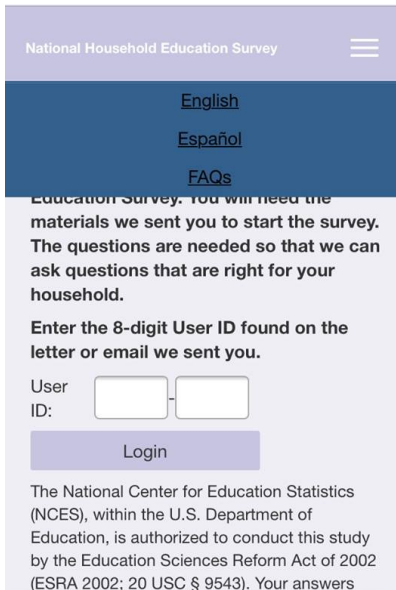 National Household Education Survey
English
Español
FAQs
Education Survey. You will need the
materials we sent you to start the survey.
The questions are needed so that we can
ask questions that are right for your
household.
Enter the 8-digit User ID found on the
letter or email we sent you.
User
ID:
-
Login
The National Center for Education Statistics
(NCES), within the U.S. Department of
Education, is authorized to conduct this study
by the Education Sciences Reform Act of 2002
(ESRA 2002; 20 USC § 9543). Your answers